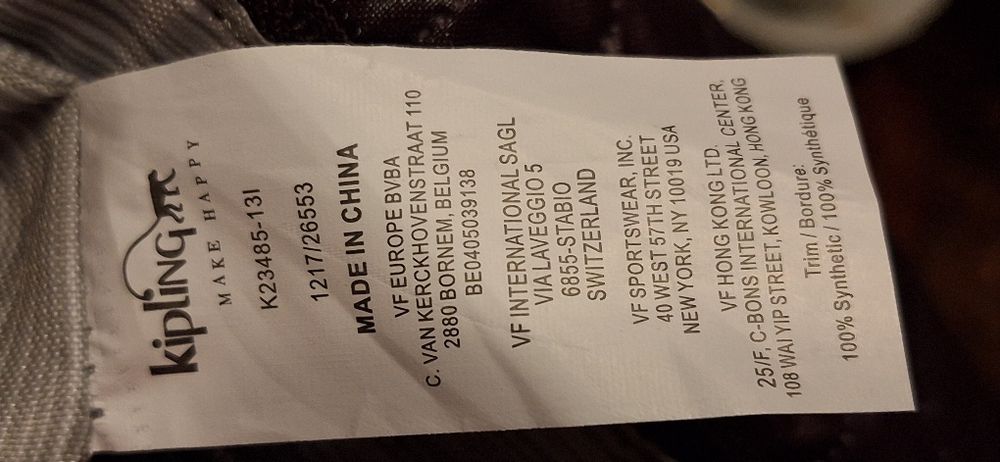 kipling
MAKE HAPPY
K23485-13I
1217/26553
MADE IN CHINA
VF EUROPE BVBA
C. VAN KERCKHOVENSTRAAT 110
2880 BORNEM, BELGIUM
BE0405039138
VF INTERNATIONAL SAGL
VIA LAVEGGIO 5
6855-STABIO
SWITZERLAND
VF SPORTSWEAR, INC.
40 WEST 57TH STREET
NEW YORK, NY 10019 USA
VF HONG KONG LTD.
25/F, C-BONS INTERNATIONAL CENTER,
108 WAI YIP STREET, KOWLOON, HONG KONG
Trim / Bordure:
100% Synthetic / 100% Synthétique